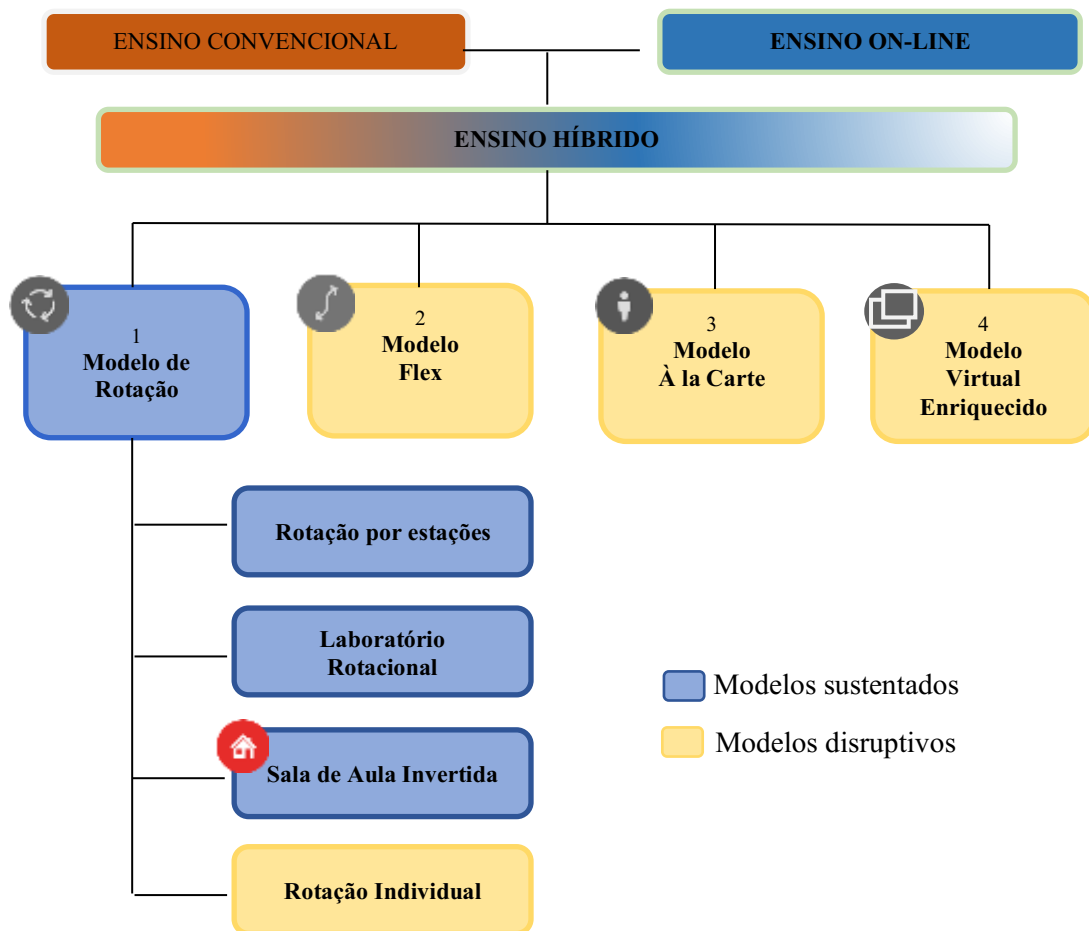 ENSINO CONVENCIONAL
ENSINO ON-LINE
ENSINO HÍBRIDO
1
Modelo de
Rotação
2
Modelo
Flex
3
Modelo
À la Carte
4
Modelo
Virtual
Enriquecido
Rotação por estações
Laboratório
Rotacional
Sala de Aula Invertida
Rotação Individual
Modelos sustentados
Modelos disruptivos